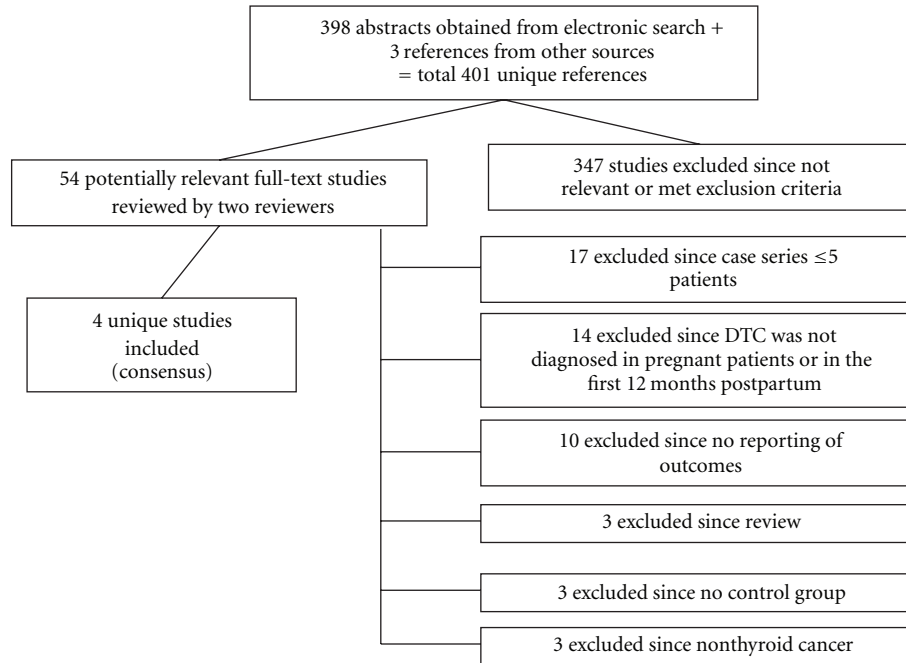 398 abstracts obtained from electronic search +
3 references from other sources
= total 401 unique references
54 potentially relevant full-text studies
reviewed by two reviewers
347 studies excluded since not
relevant or met exclusion criteria
4 unique studies
included
(consensus)
17 excluded since case series ≤5
patients
14 excluded since DTC was not
diagnosed in pregnant patients or in the
first 12 months postpartum
10 excluded since no reporting of
outcomes
3 excluded since review
3 excluded since no control group
3 excluded since nonthyroid cancer